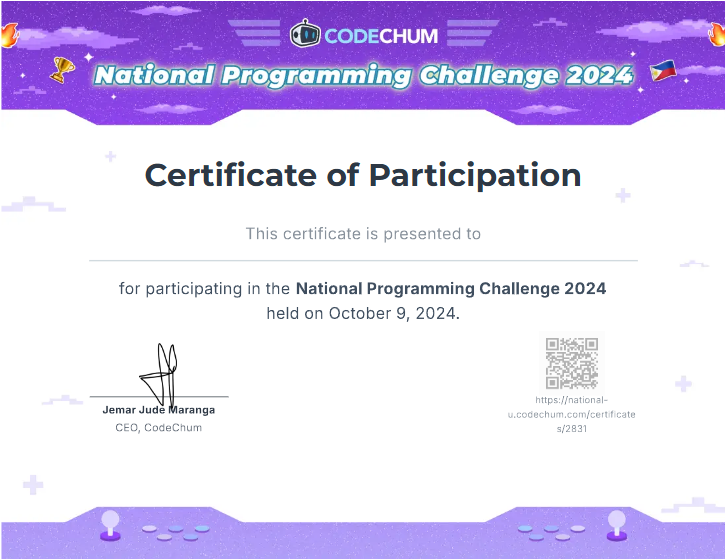 CODECHUM
National Programming Challenge 2024
Certificate of Participation
This certificate is presented to
for participating in the National Programming Challenge 2024
held on October 9, 2024.
Jemar Jude Maranga
CEO, CodeChum
https://national-
u.codechum.com/certificate
s/2831